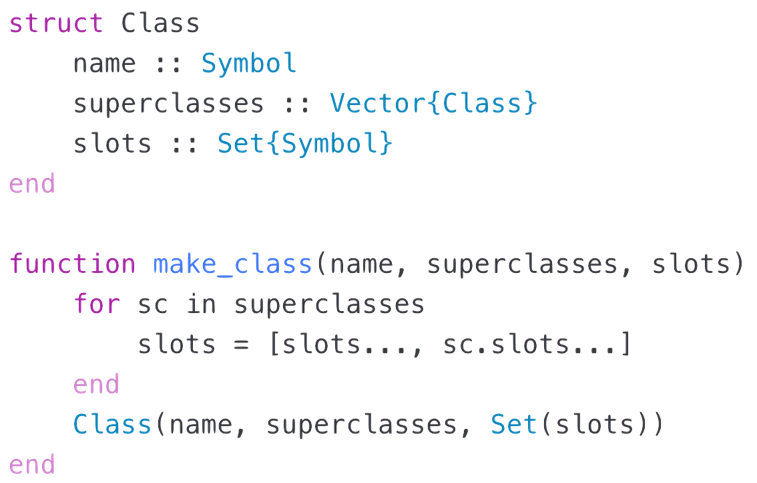 struct Class
    name :: Symbol
    superclasses :: Vector{Class}
    slots :: Set{Symbol}
end

function make_class(name, superclasses, slots)
    for sc in superclasses
        slots = [slots..., sc.slots...]
    end
    Class(name, superclasses, Set(slots))
end